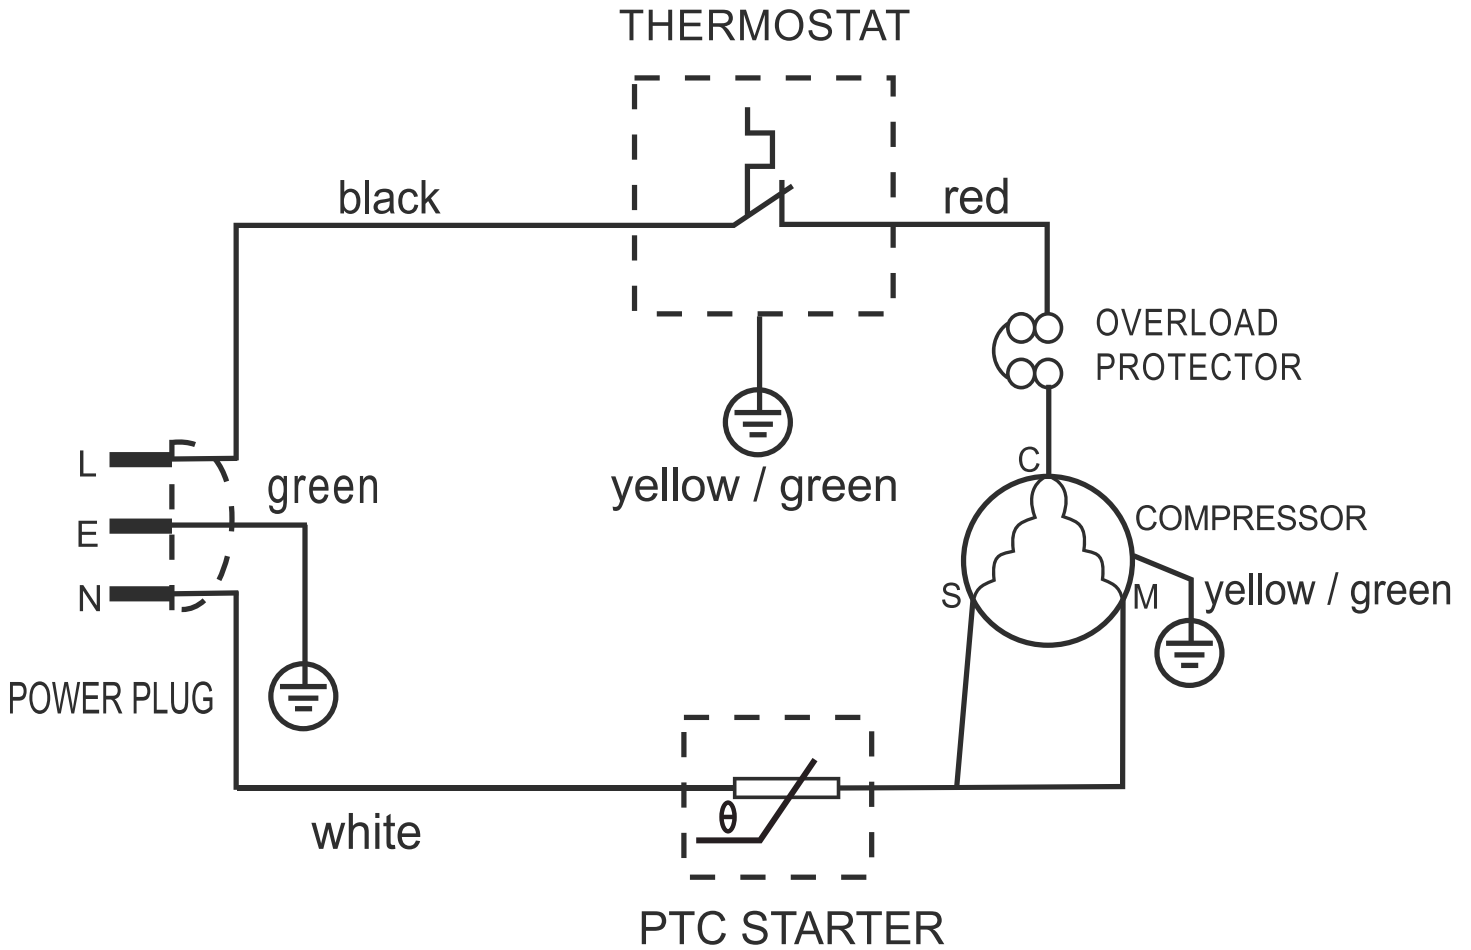 THERMOSTAT
black
red
OVERLOAD
PROTECTOR
L
green
yellow / green
C
COMPRESSOR
E
N
S
M
yellow / green
POWER PLUG
θ
white
PTC STARTER